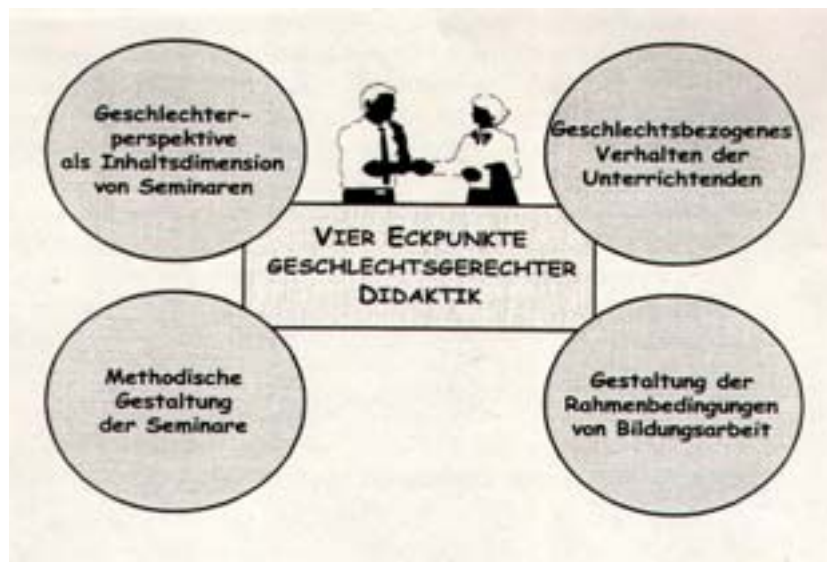 Geschlechter-
perspektive
als Inhaltsdimension
von Seminaren
Geschlechtsbezogenes
Verhalten der
Unterrichtenden
VIER ECKPUNKTE
GESCHLECHTSGERECHTER
DIDAKTIK
Methodische
Gestaltung
der Seminare
Gestaltung der
Rahmenbedingungen
von Bildungsarbeit